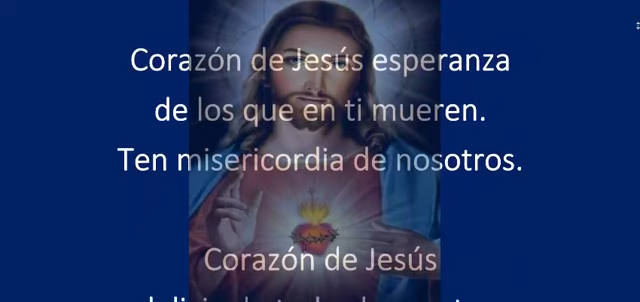 Corazón de Jesús esperanza
de los que en ti mueren.
Ten misericordia de nosotros.
Corazón de Jesús